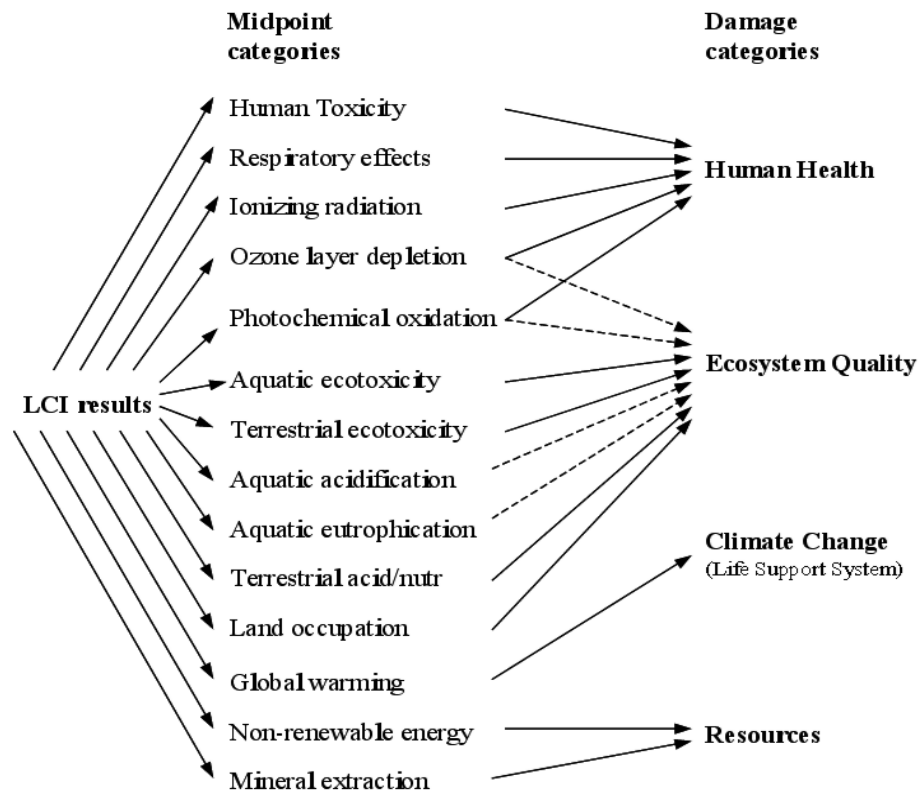 Midpoint
categories
Damage
categories
Human Toxicity
Respiratory effects
Human Health
Ionizing radiation
Ozone layer depletion
Photochemical oxidation
Ecosystem Quality
Aquatic ecotoxicity
LCI results
Terrestrial ecotoxicity
Aquatic acidification
Aquatic eutrophication
Climate Change
(Life Support System)
Terrestrial acid/nutr
Land occupation
Global warming
Non-renewable energy
Resources
Mineral extraction